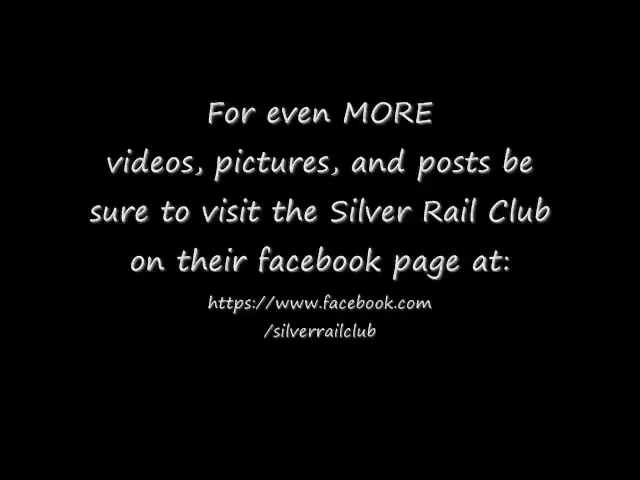 For even MORE
videos, pictures, and posts be
sure to visit the Silver Rail Club
on their facebook page at:
https://www.facebook.com
/silverrailclub